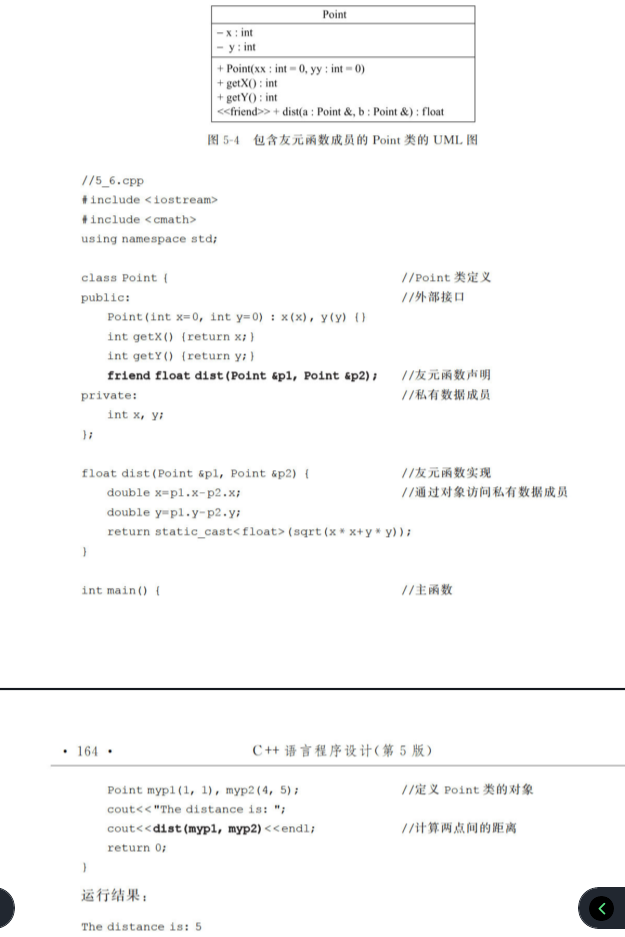 Point
- x : int
- y : int
+ Point(xx : int = 0, yy : int = 0)
+ getX() : int
+ getY() : int
<<friend>> + dist(a : Point &, b : Point &) : float
图 5-4 包含友元函数成员的 Point 类的 UML 图
//5_6.cpp
#include <iostream>
#include <cmath>
using namespace std;
class Point { //Point 类定义
public: //外部接口
Point(int x=0, int y=0) : x(x), y(y) {}
int getX() {return x;}
int getY() {return y;}
friend float dist(Point &p1, Point &p2); //友元函数声明
private: //私有数据成员
int x, y;
};
float dist(Point &p1, Point &p2) { //友元函数实现
double x=p1.x-p2.x; //通过对象访问私有数据成员
double y=p1.y-p2.y;
return static_cast<float>(sqrt(x*x+y*y));
}
int main() { //主函数
• 164 • C++ 语言程序设计(第 5 版)
Point myp1(1, 1), myp2(4, 5); //定义 Point 类的对象
cout<<"The distance is: ";
cout<<dist(myp1, myp2)<<endl; //计算两点间的距离
return 0;
}
运行结果:
The distance is: 5